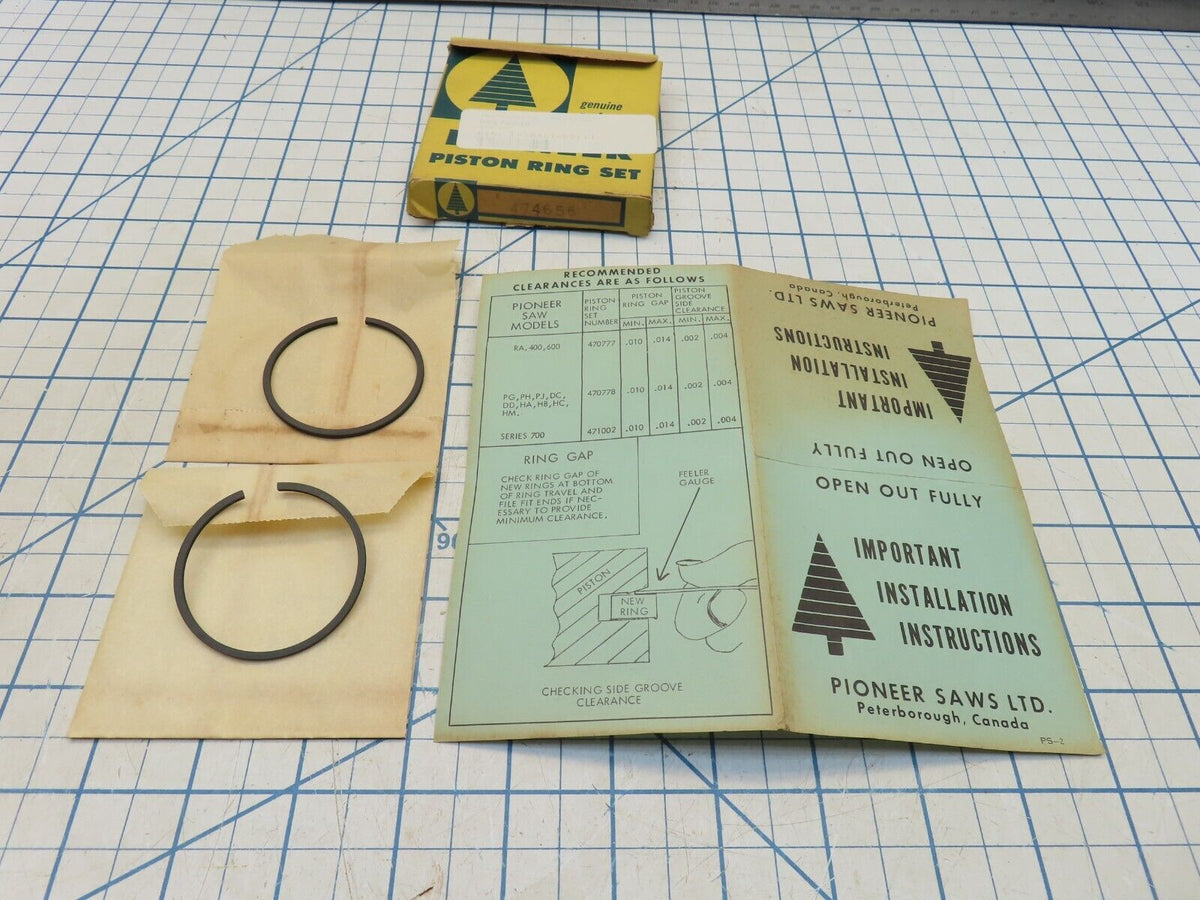 genuine
PISTON RING SET
474656
RECOMMENDED
CLEARANCES ARE AS FOLLOWS
PIONEER SAW MODELS PISTON RING SET NUMBER PISTON RING GAP PISTON GROOVE SIDE CLEARANCE
MIN. MAX. MIN. MAX.
RA, 400, 600 470777 .010 .014 .002 .004
PG, PH, PJ, DC, 470778 .010 .014 .002 .004
DD, HA, HB, HC,
HM.
SERIES 700 471002 .010 .014 .002 .004
RING GAP
CHECK RING GAP OF
NEW RINGS AT BOTTOM
OF RING TRAVEL AND
FILE FIT ENDS IF NEC-
ESSARY TO PROVIDE
MINIMUM CLEARANCE.
FEELER
GAUGE
PISTON
NEW
RING
CHECKING SIDE GROOVE
CLEARANCE
OPEN OUT FULLY
IMPORTANT
INSTALLATION
INSTRUCTIONS
PIONEER SAWS LTD.
Peterborough, Canada
OPEN OUT FULLY
IMPORTANT
INSTALLATION
INSTRUCTIONS
PIONEER SAWS LTD.
Peterborough, Canada
PS-2
90